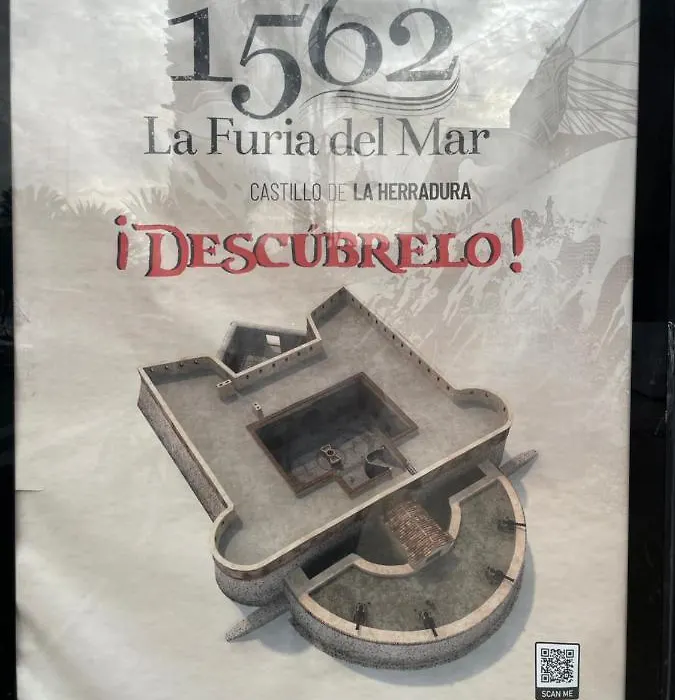 1562
La Furia del Mar
CASTILLO DE LA HERRADURA
¡DESCÚBRELO!
SCAN ME